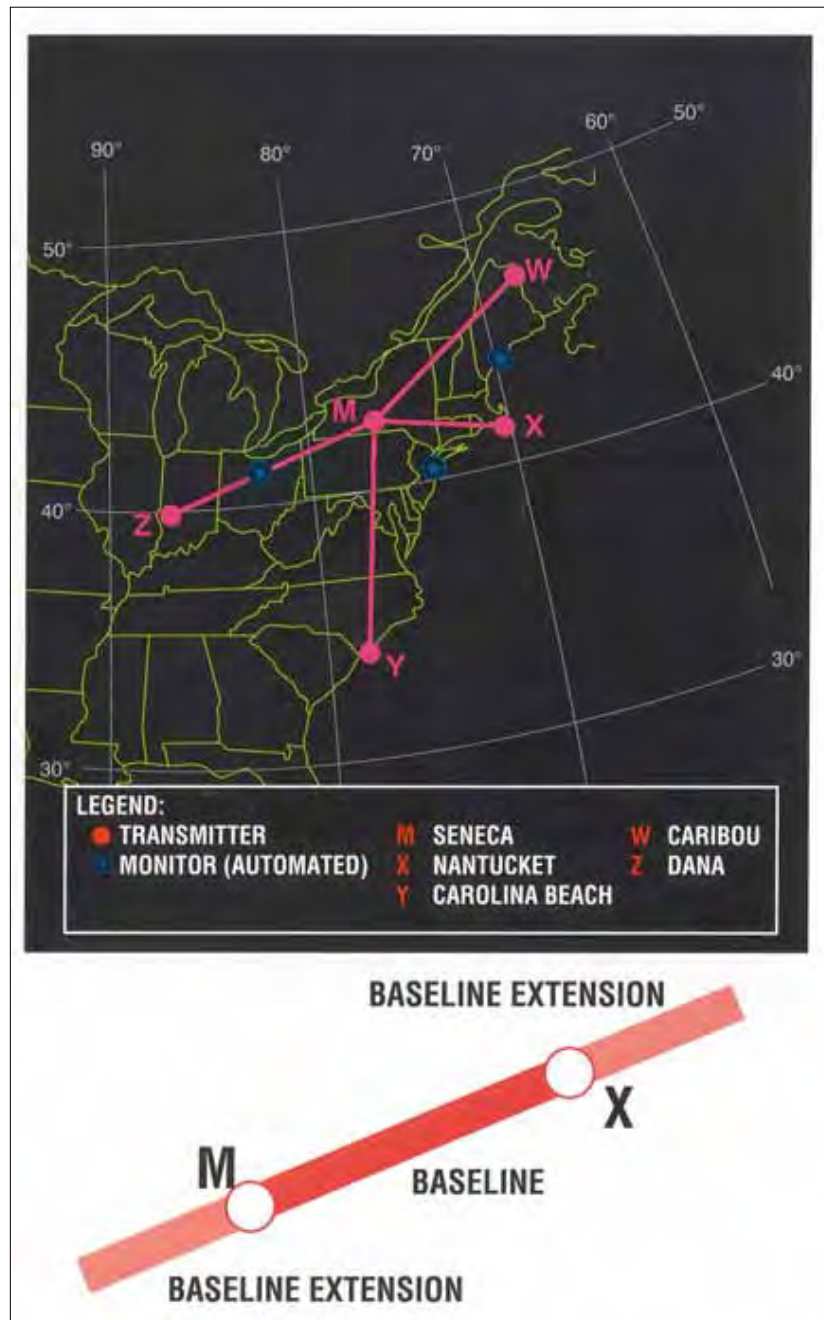 60°
50°
90°
80°
70°
50°
W
40°
M
X
40°
Z
30°
Y
30°
LEGEND:
TRANSMITTER
MONITOR (AUTOMATED)
M SENECA
X NANTUCKET
Y CAROLINA BEACH
W CARIBOU
Z DANA
BASELINE EXTENSION
X
M
BASELINE
BASELINE EXTENSION